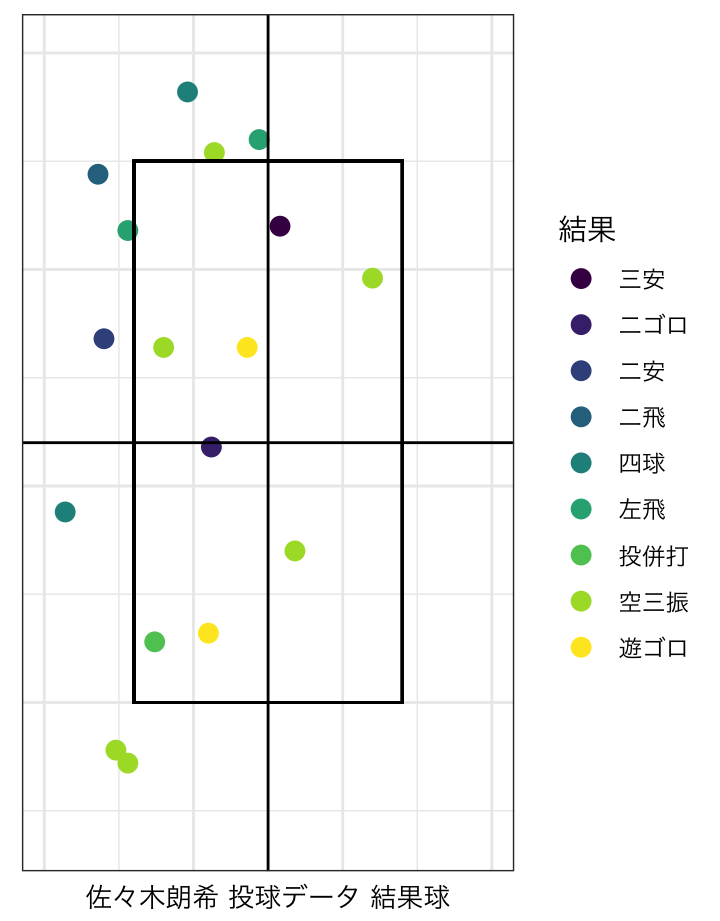 結果
三安
二ゴロ
二安
二飛
四球
左飛
投併打
空三振
遊ゴロ
佐々木朗希 投球データ 結果球